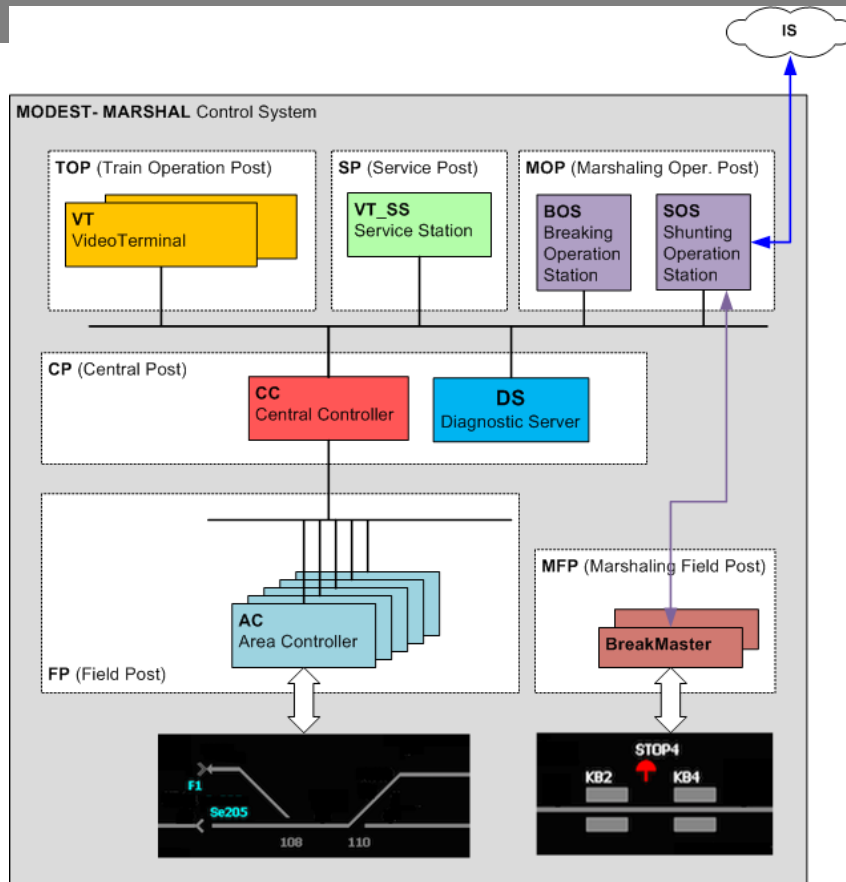 IS
MODEST- MARSHAL Control System
TOP (Train Operation Post)
VT
VideoTerminal
SP (Service Post)
VT_SS
Service Station
MOP (Marshaling Oper. Post)
BOS
Breaking
Operation
Station
SOS
Shunting
Operation
Station
CP (Central Post)
CC
Central Controller
DS
Diagnostic Server
AC
Area Controller
FP (Field Post)
MFP (Marshaling Field Post)
BreakMaster
F1
Se205
108
110
STOP4
KB2
KB4